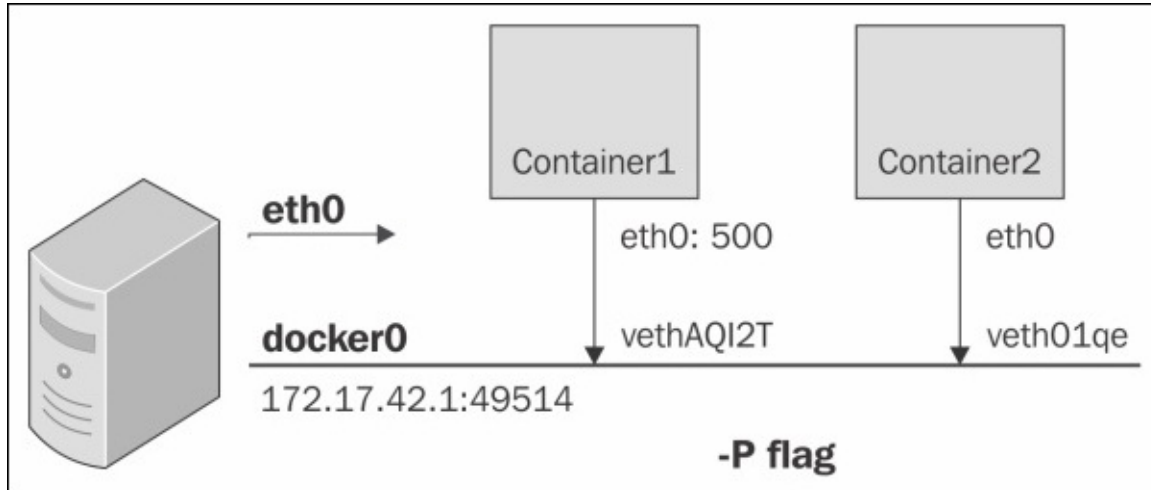 Container1
Container2
eth0
eth0: 500
eth0
docker0
vethAQI2T
veth01qe
172.17.42.1:49514
-P flag